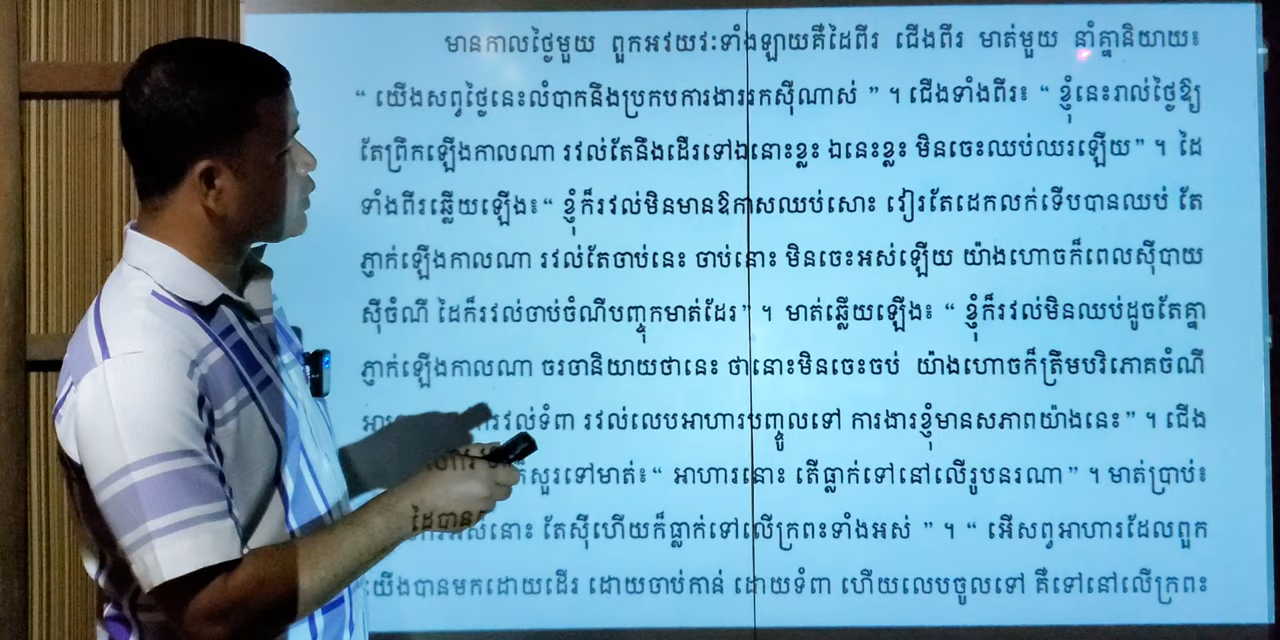 មានកាលថ្ងៃមួយ ពួកអវយវៈទាំងឡាយគឺដៃពីរ ជើងពីរ មាត់មួយ នាំគ្នានិយាយ៖
“ យើងសព្វថ្ងៃនេះលំបាកនឹងប្រកបការងាររកស៊ីណាស់ ” ។ ជើងទាំងពីរ៖ “ ខ្ញុំនេះរាល់ថ្ងៃឱ្យ
តែព្រឹកឡើងកាលណា រវល់តែនឹងដើរទៅឯនោះខ្លះ ឯនេះខ្លះ មិនចេះឈប់ឈរឡើយ” ។ ដៃ
ទាំងពីរឆ្លើយឡើង៖“ ខ្ញុំក៏រវល់មិនមានឱកាសឈប់សោះ វៀរតែដេកលក់ទើបបានឈប់ តែ
ភ្ញាក់ឡើងកាលណា រវល់តែចាប់នេះ ចាប់នោះ មិនចេះអស់ឡើយ យ៉ាងហោចក៏ពេលស៊ីបាយ
ស៊ីចំណី ដៃក៏រវល់ចាប់ចំណីបញ្ចុកមាត់ដែរ” ។ មាត់ឆ្លើយឡើង៖ “ ខ្ញុំក៏រវល់មិនឈប់ដូចតែគ្នា
ភ្ញាក់ឡើងកាលណា ចរចានិយាយថានេះ ថានោះមិនចេះចប់ យ៉ាងហោចក៏ត្រឹមបរិភោគចំណី
រវល់ទំពា រវល់លេបអាហារបញ្ចូលទៅ ការងារខ្ញុំមានសភាពយ៉ាងនេះ” ។ ជើង
ក៏សួរទៅមាត់៖“ អាហារនោះ តើធ្លាក់ទៅនៅលើរូបនរណា” ។ មាត់ប្រាប់៖
អស់នោះ តែស៊ីហើយក៏ធ្លាក់ទៅលើក្រពះទាំងអស់ ” ។ “ អើសព្វអាហារដែលពួក
យើងបានមកដោយដើរ ដោយចាប់កាន់ ដោយទំពា ហើយលេបចូលទៅ គឺទៅនៅលើក្រពះ